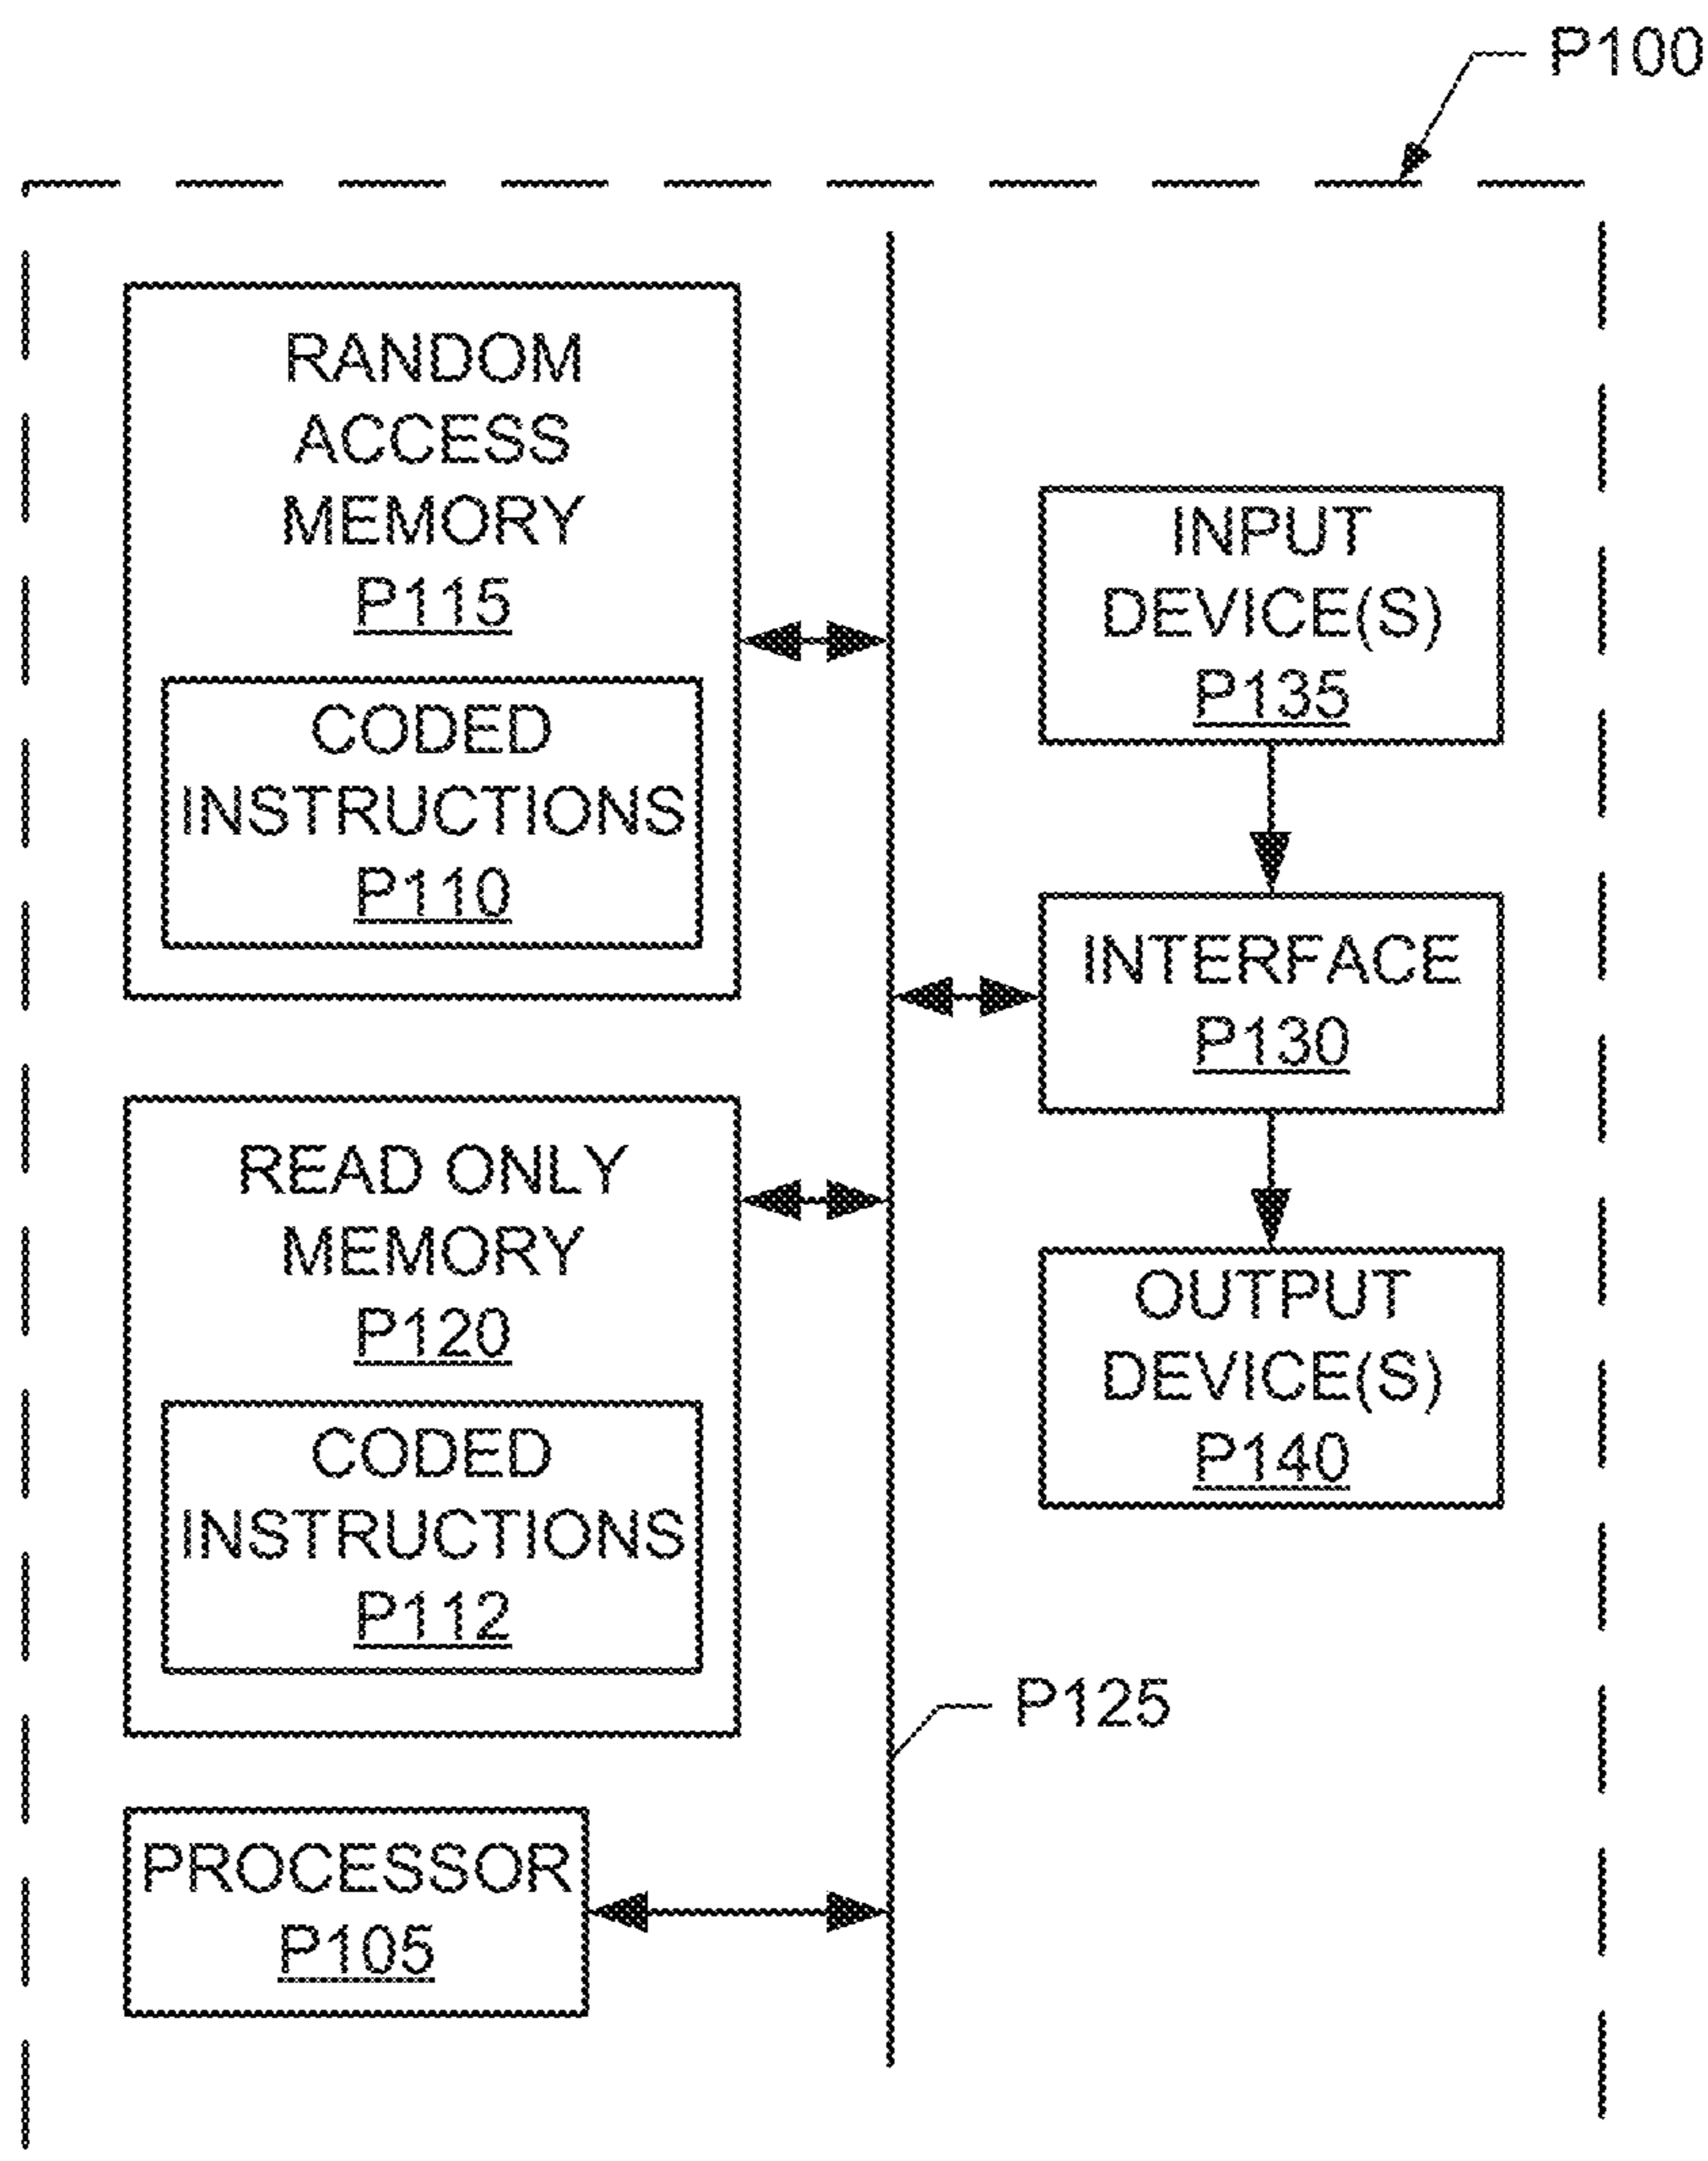 P100
RANDOM
ACCESS
MEMORY
P115
CODED
INSTRUCTIONS
P110
READ ONLY
MEMORY
P120
CODED
INSTRUCTIONS
P112
PROCESSOR
P105
INPUT
DEVICE(S)
P135
INTERFACE
P130
OUTPUT
DEVICE(S)
P140
P125